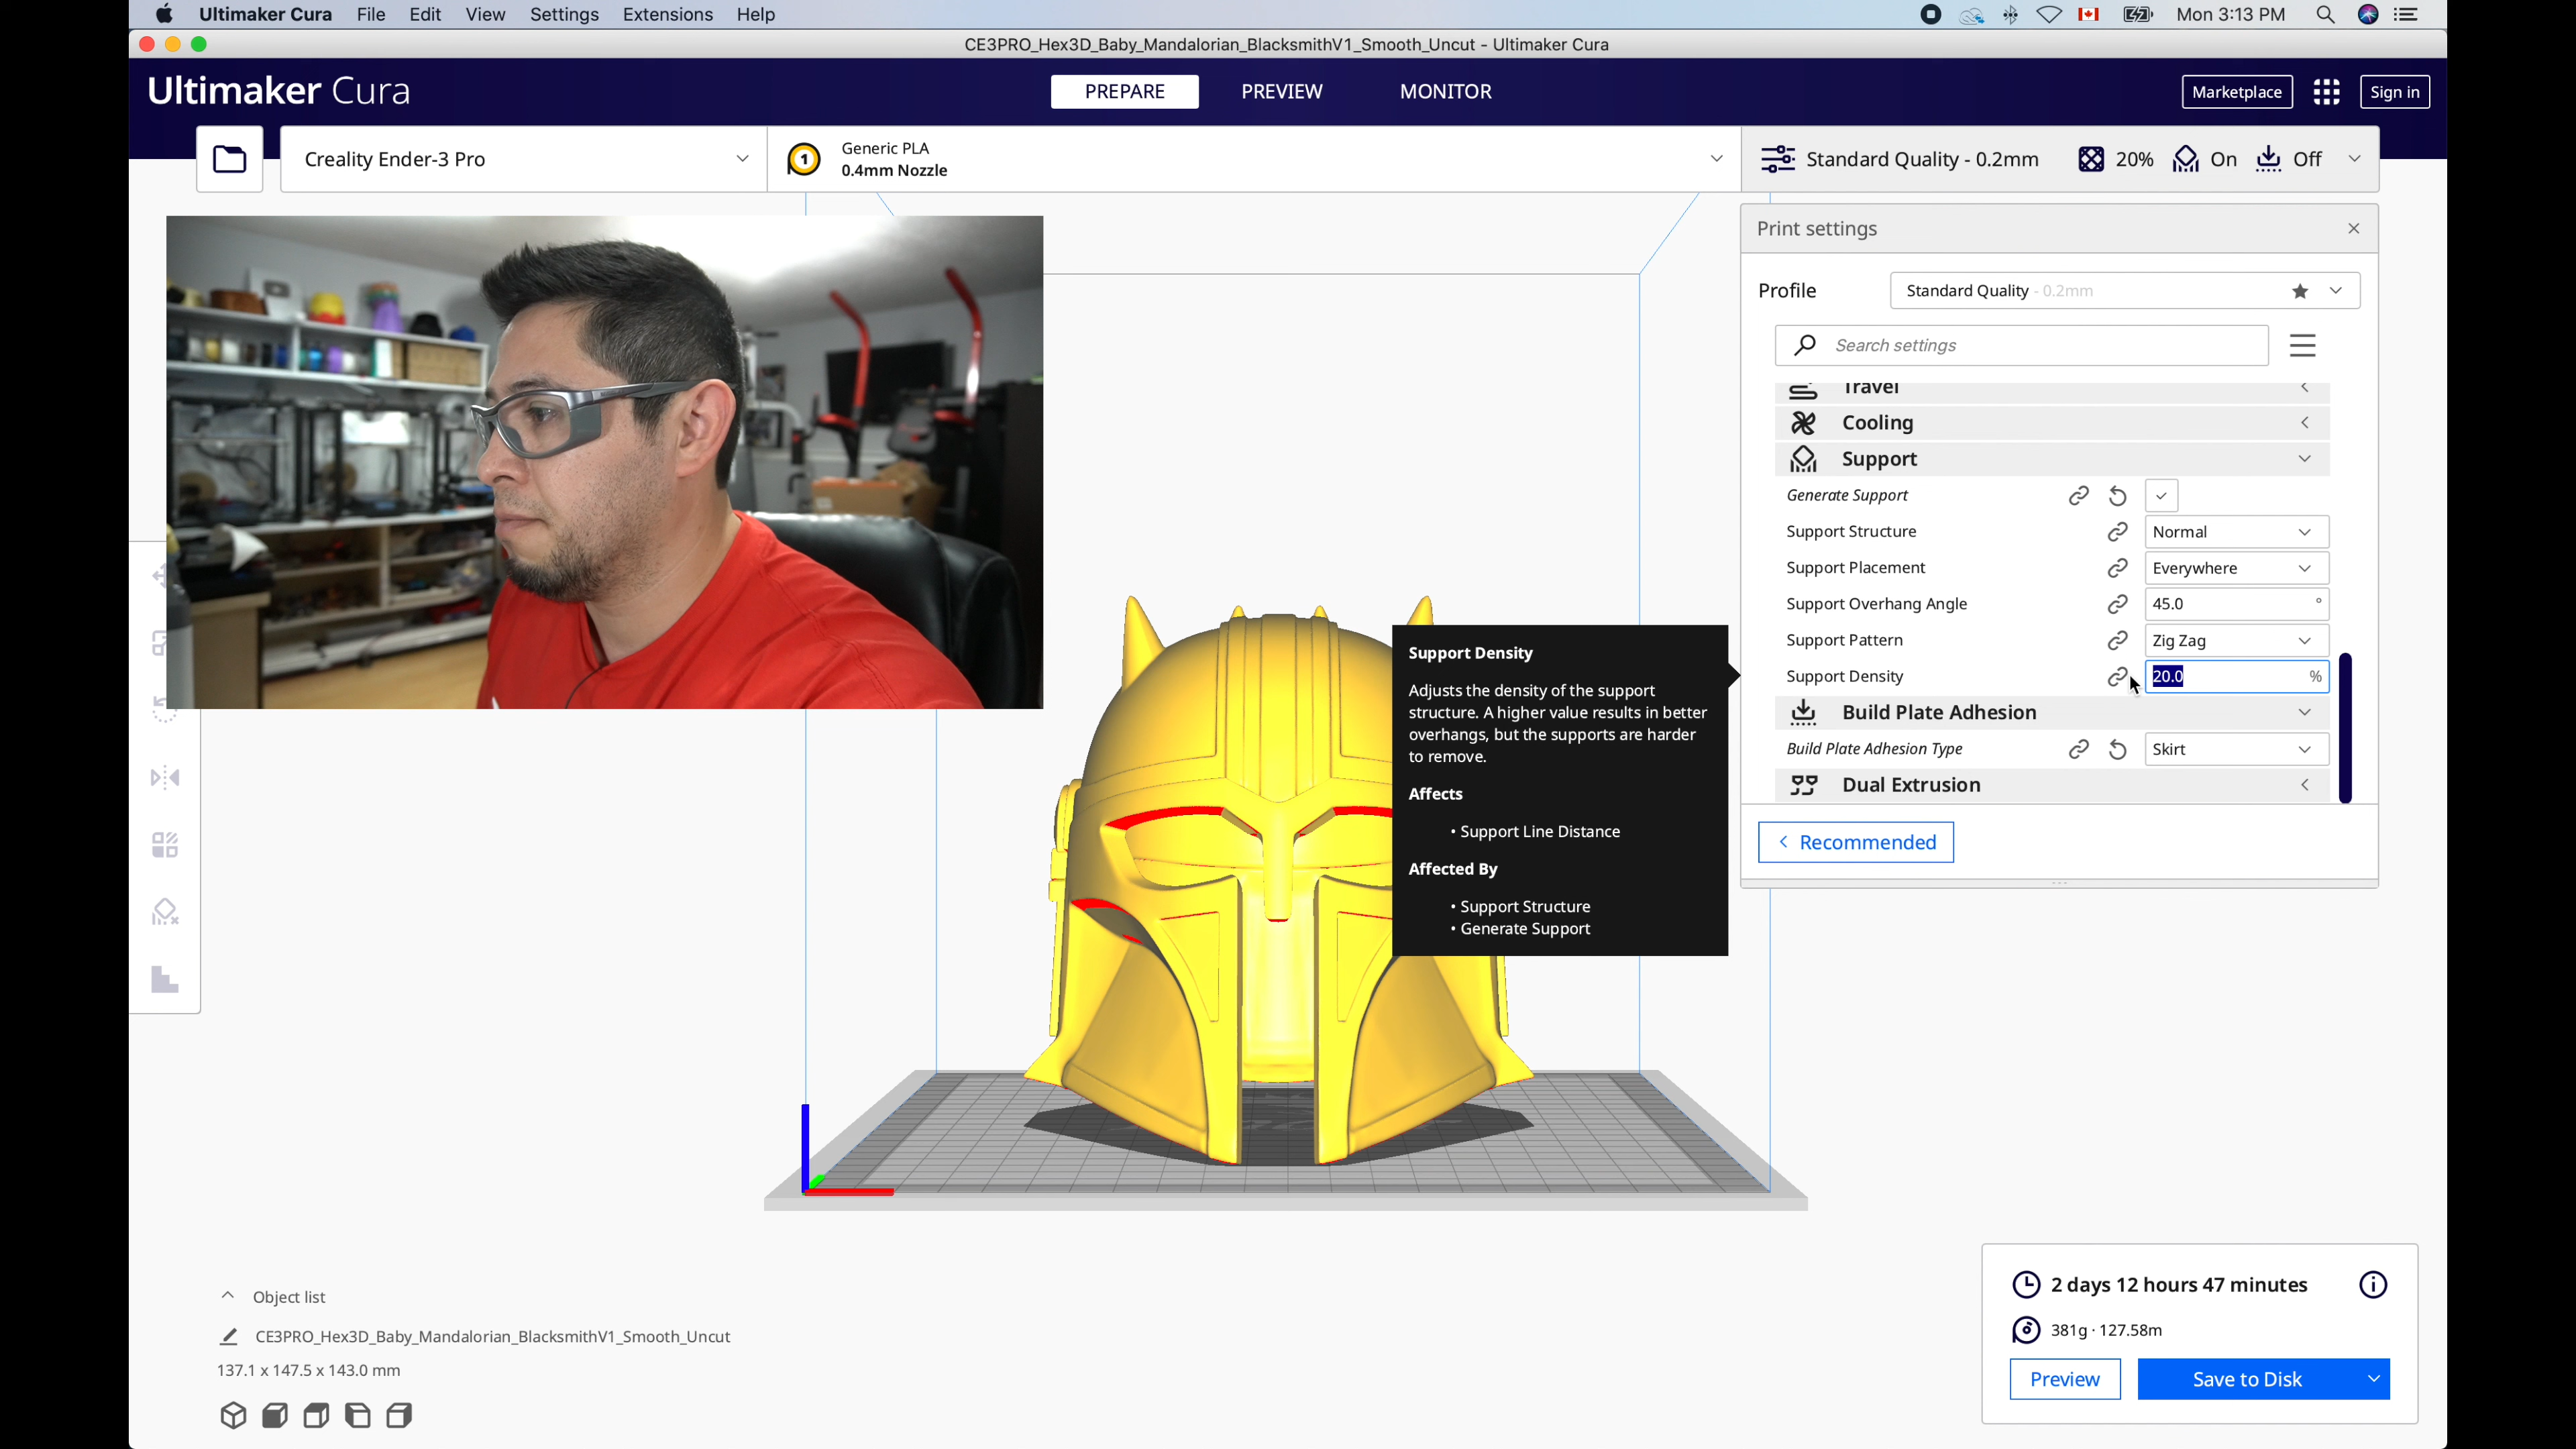 Ultimaker Cura File Edit View Settings Extensions Help Mon 3:13 PM
CE3PRO_Hex3D_Baby_Mandalorian_BlacksmithV1_Smooth_Uncut - Ultimaker Cura
Ultimaker Cura PREPARE PREVIEW MONITOR Marketplace Sign in
Creality Ender-3 Pro
1
Generic PLA
0.4mm Nozzle
Standard Quality - 0.2mm 20% On Off
Print settings
Profile Standard Quality - 0.2mm
Search settings
Travel
Cooling
Support
Generate Support
Support Structure Normal
Support Placement Everywhere
Support Overhang Angle 45.0 °
Support Pattern Zig Zag
Support Density 20.0 %
Build Plate Adhesion
Build Plate Adhesion Type Skirt
Dual Extrusion
Recommended
Support Density
Adjusts the density of the support
structure. A higher value results in better
overhangs, but the supports are harder
to remove.
Affects
• Support Line Distance
Affected By
• Support Structure
• Generate Support
Object list
CE3PRO_Hex3D_Baby_Mandalorian_BlacksmithV1_Smooth_Uncut
137.1 x 147.5 x 143.0 mm
2 days 12 hours 47 minutes
381g · 127.58m
Preview Save to Disk